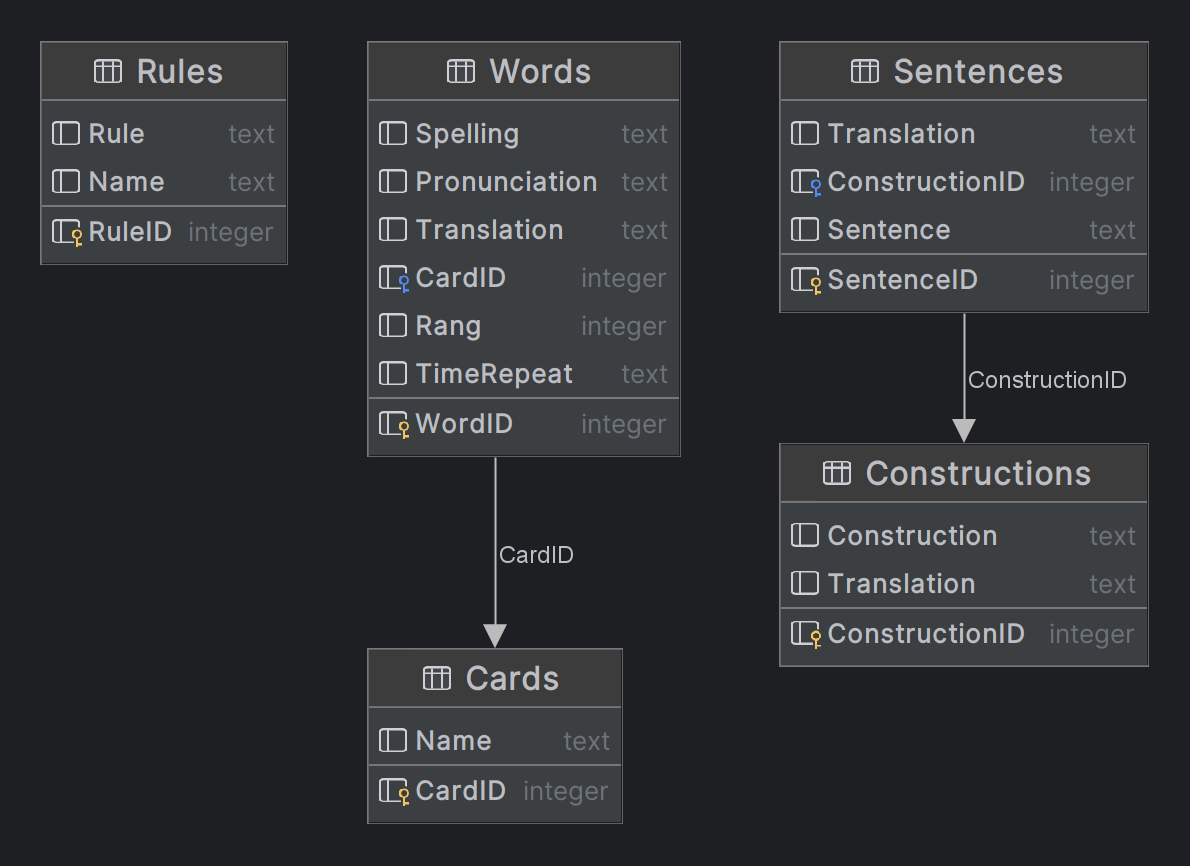 Rules
Rule text
Name text
RuleID integer
Words
Spelling text
Pronunciation text
Translation text
CardID integer
Rang integer
TimeRepeat text
WordID integer
CardID
Cards
Name text
CardID integer
Sentences
Translation text
ConstructionID integer
Sentence text
SentenceID integer
ConstructionID
Constructions
Construction text
Translation text
ConstructionID integer